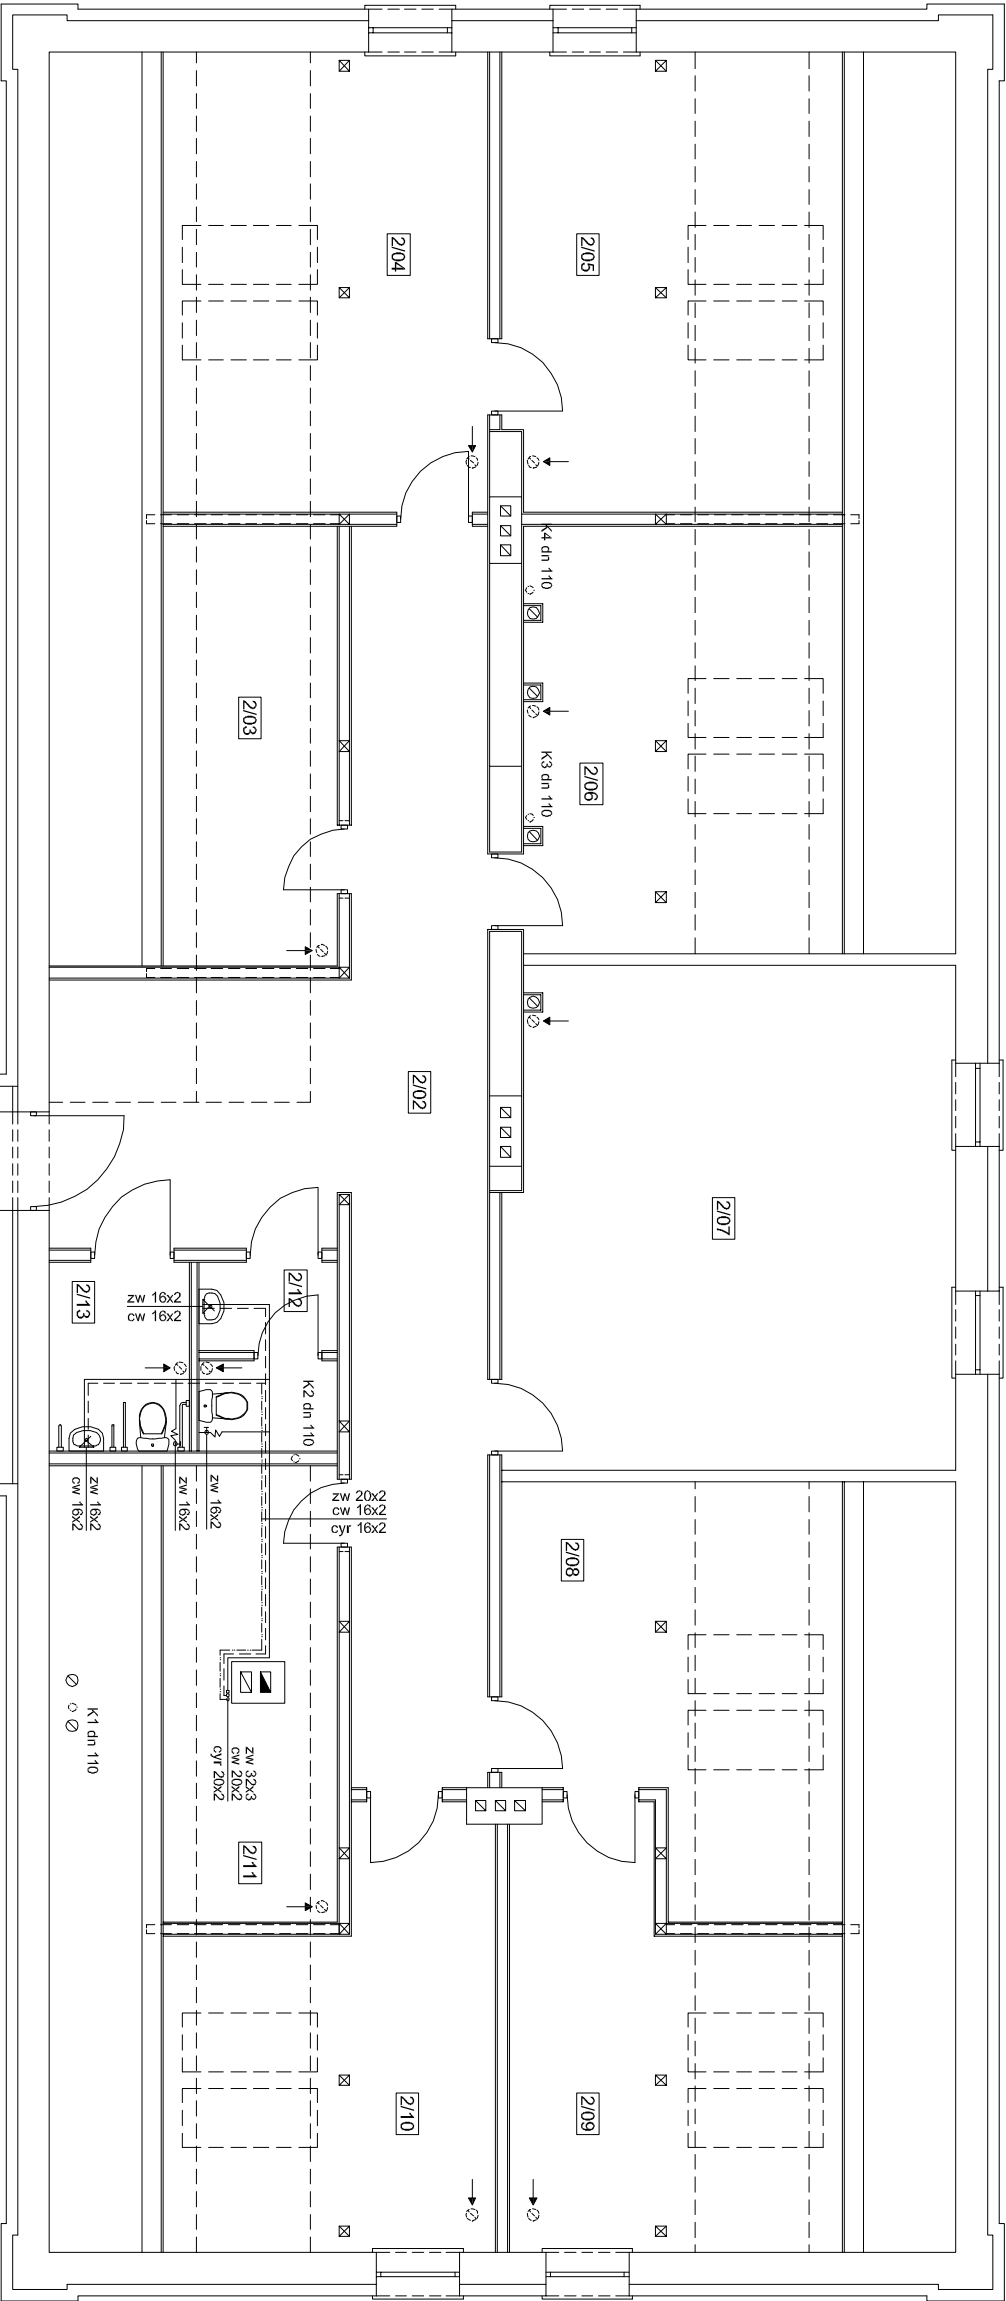 2/04
2/05
K4 dn 110
2/03
K3 dn 110
2/06
2/02
2/07
2/13
zw 16x2
cw 16x2
2/12
K2 dn 110
zw 16x2
cw 16x2
zw 16x2
zw 16x2
zw 20x2
cw 16x2
cyr 16x2
2/08
K1 dn 110
zw 32x3
cw 20x2
cyr 20x2
2/11
2/10
2/09